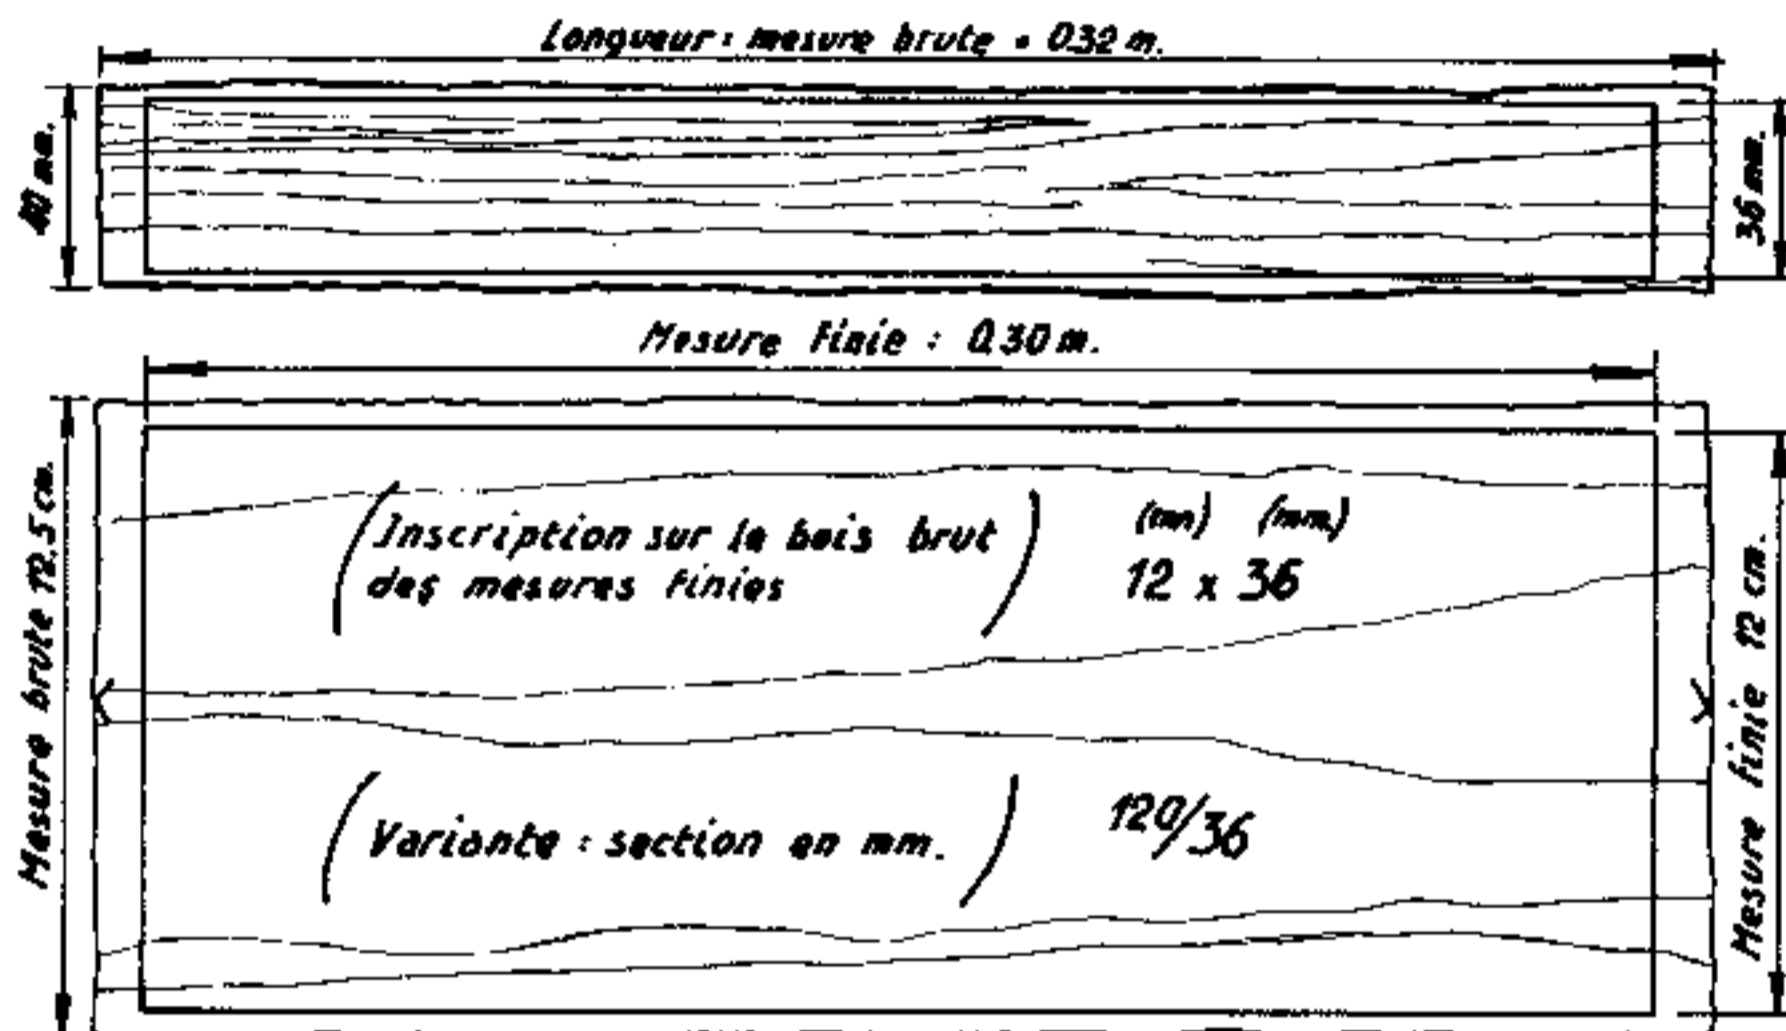 Longueur : mesure brute = 0.32 m.
40 mm.
36 mm.
Mesure finie : 0.30 m.
Mesure brute 12.5 cm.
(Inscription sur le bois brut
des mesures finies)
(cm) (mm)
12 x 36
Mesure finie 12 cm.
(Variante : section en mm.)
120/36